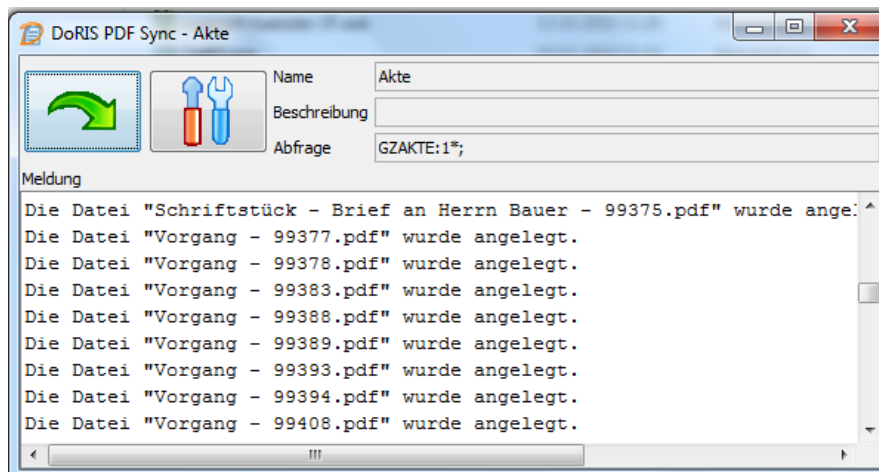 DoRIS PDF Sync - Akte
Name Akte
Beschreibung
Abfrage GZAKTE:1*;
Meldung
Die Datei "Schriftstück - Brief an Herrn Bauer - 99375.pdf" wurde angel
Die Datei "Vorgang - 99377.pdf" wurde angelegt.
Die Datei "Vorgang - 99378.pdf" wurde angelegt.
Die Datei "Vorgang - 99383.pdf" wurde angelegt.
Die Datei "Vorgang - 99388.pdf" wurde angelegt.
Die Datei "Vorgang - 99389.pdf" wurde angelegt.
Die Datei "Vorgang - 99393.pdf" wurde angelegt.
Die Datei "Vorgang - 99394.pdf" wurde angelegt.
Die Datei "Vorgang - 99408.pdf" wurde angelegt.